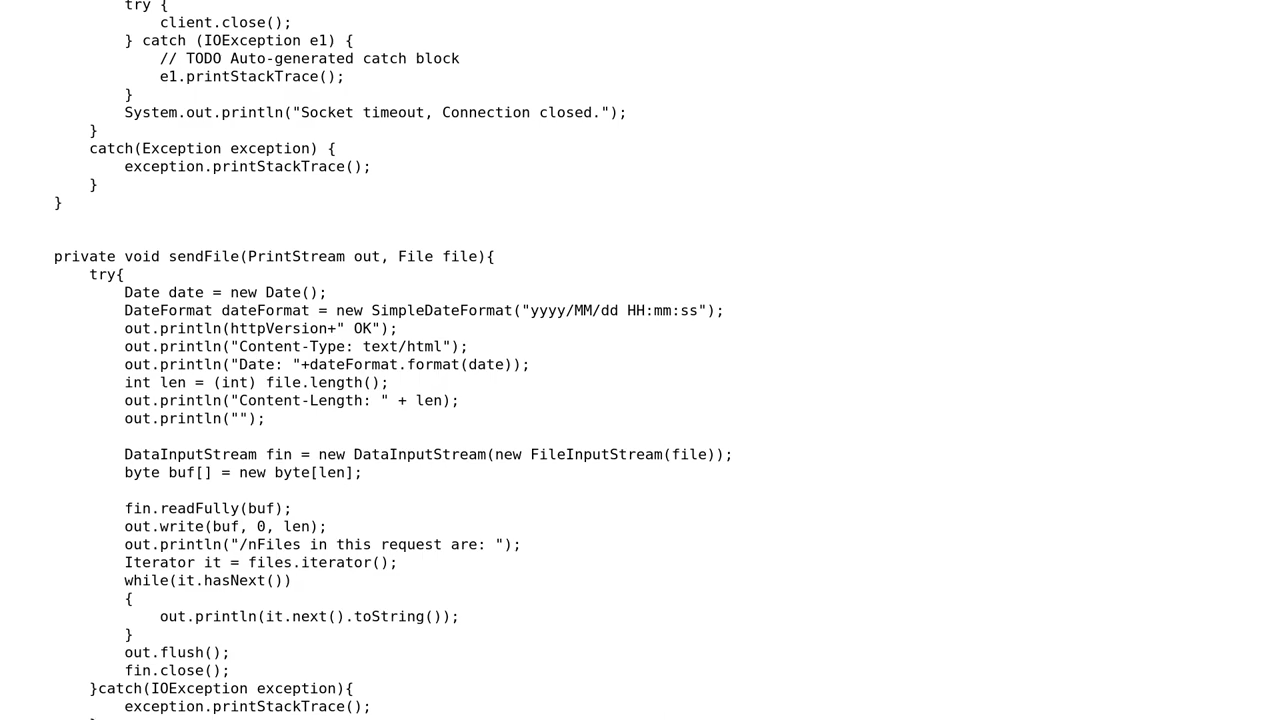 try {
client.close();
} catch (IOException e1) {
// TODO Auto-generated catch block
e1.printStackTrace();
}
System.out.println("Socket timeout, Connection closed.");
}
catch(Exception exception) {
exception.printStackTrace();
}
}
private void sendFile(PrintStream out, File file){
try{
Date date = new Date();
DateFormat dateFormat = new SimpleDateFormat("yyyy/MM/dd HH:mm:ss");
out.println(httpVersion+" OK");
out.println("Content-Type: text/html");
out.println("Date: "+dateFormat.format(date));
int len = (int) file.length();
out.println("Content-Length: " + len);
out.println("");
DataInputStream fin = new DataInputStream(new FileInputStream(file));
byte buf[] = new byte[len];
fin.readFully(buf);
out.write(buf, 0, len);
out.println("/nFiles in this request are: ");
Iterator it = files.iterator();
while(it.hasNext())
{
out.println(it.next().toString());
}
out.flush();
fin.close();
}catch(IOException exception){
exception.printStackTrace();